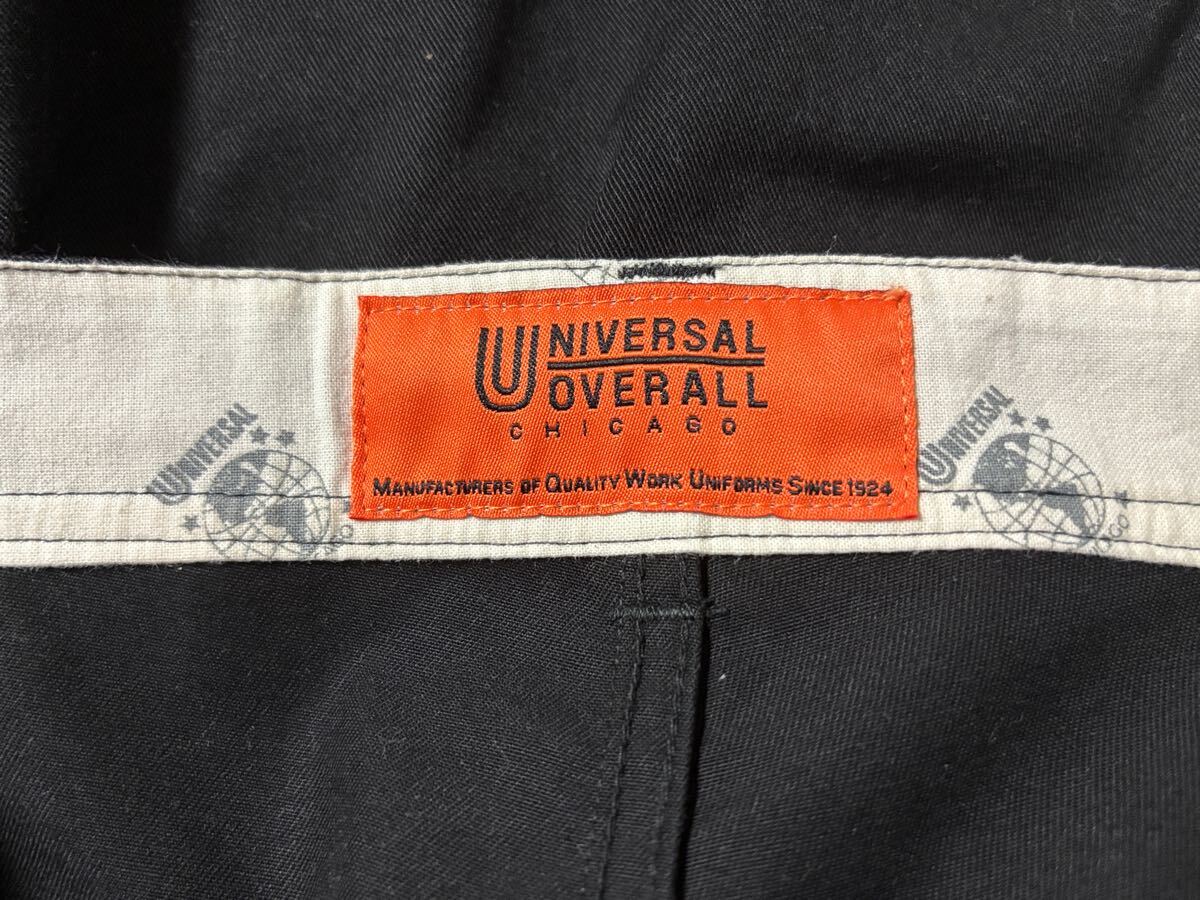 UNIVERSAL
OVERALL
CHICAGO
MANUFACTURERS OF QUALITY WORK UNIFORMS SINCE 1924
UNIVERSAL
UNIVERSAL